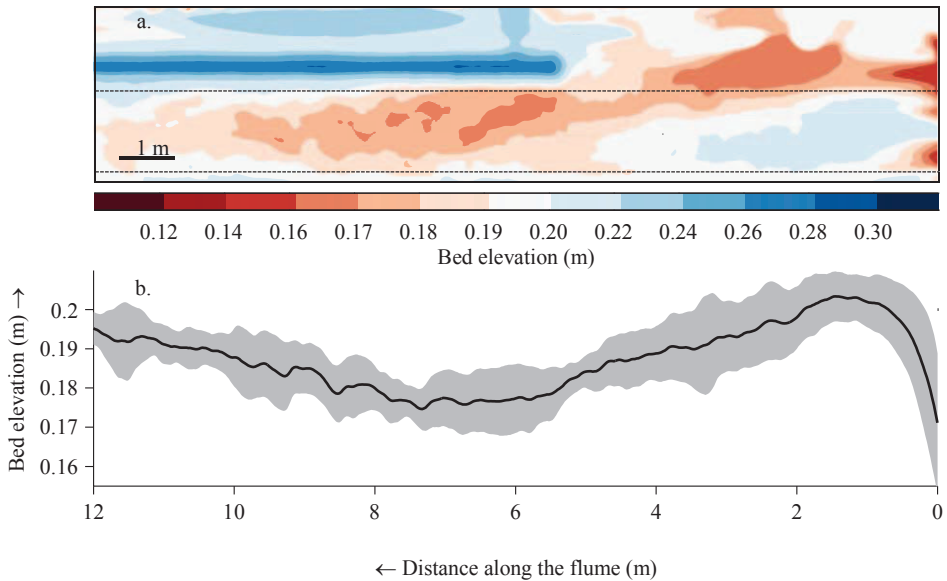 a.
1 m
0.12 0.14 0.16 0.17 0.18 0.19 0.20 0.22 0.24 0.26 0.28 0.30
Bed elevation (m)
b.
Bed elevation (m) →
0.2
0.19
0.18
0.17
0.16
12 10 8 6 4 2 0
← Distance along the flume (m)